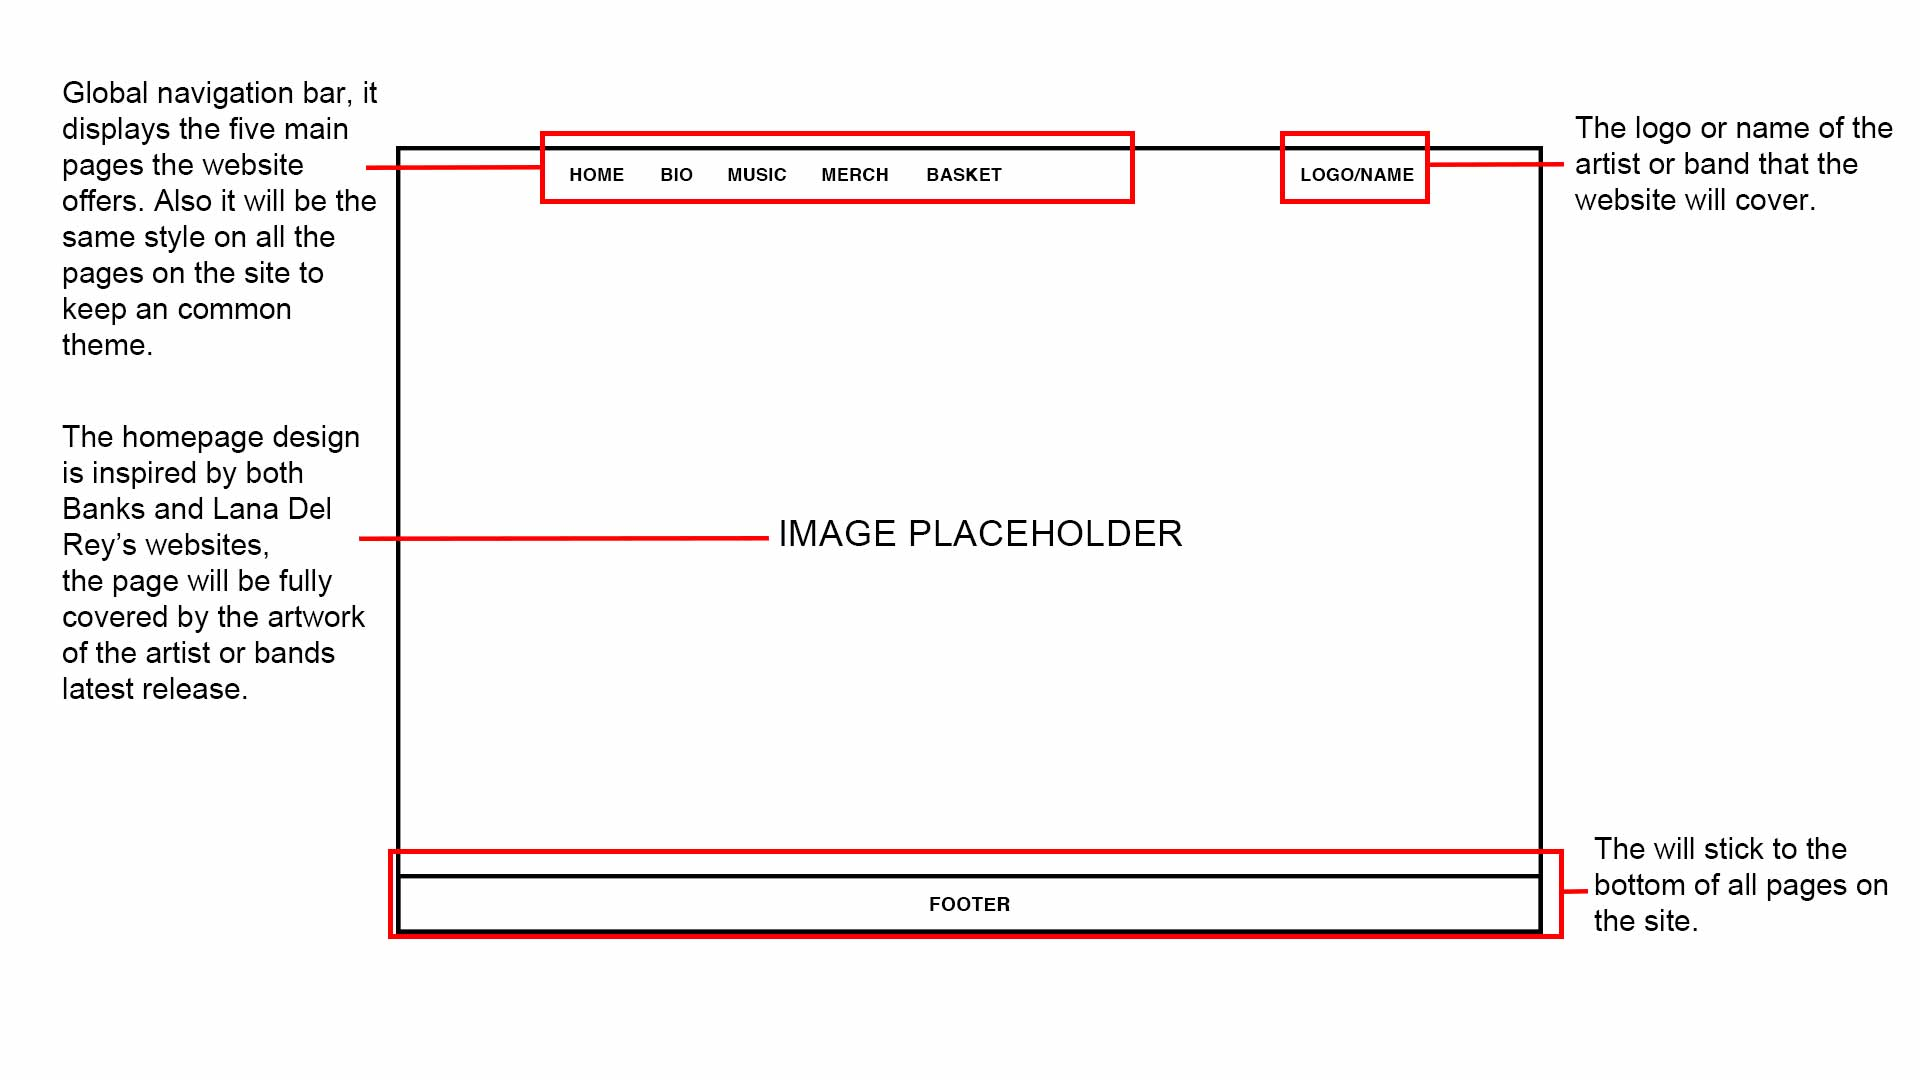 Global navigation bar, it
displays the five main
pages the website
offers. Also it will be the
same style on all the
pages on the site to
keep an common
theme.
HOME BIO MUSIC MERCH BASKET
LOGO/NAME
The logo or name of the
artist or band that the
website will cover.
The homepage design
is inspired by both
Banks and Lana Del
Rey’s websites,
the page will be fully
covered by the artwork
of the artist or bands
latest release.
IMAGE PLACEHOLDER
The will stick to the
bottom of all pages on
the site.
FOOTER